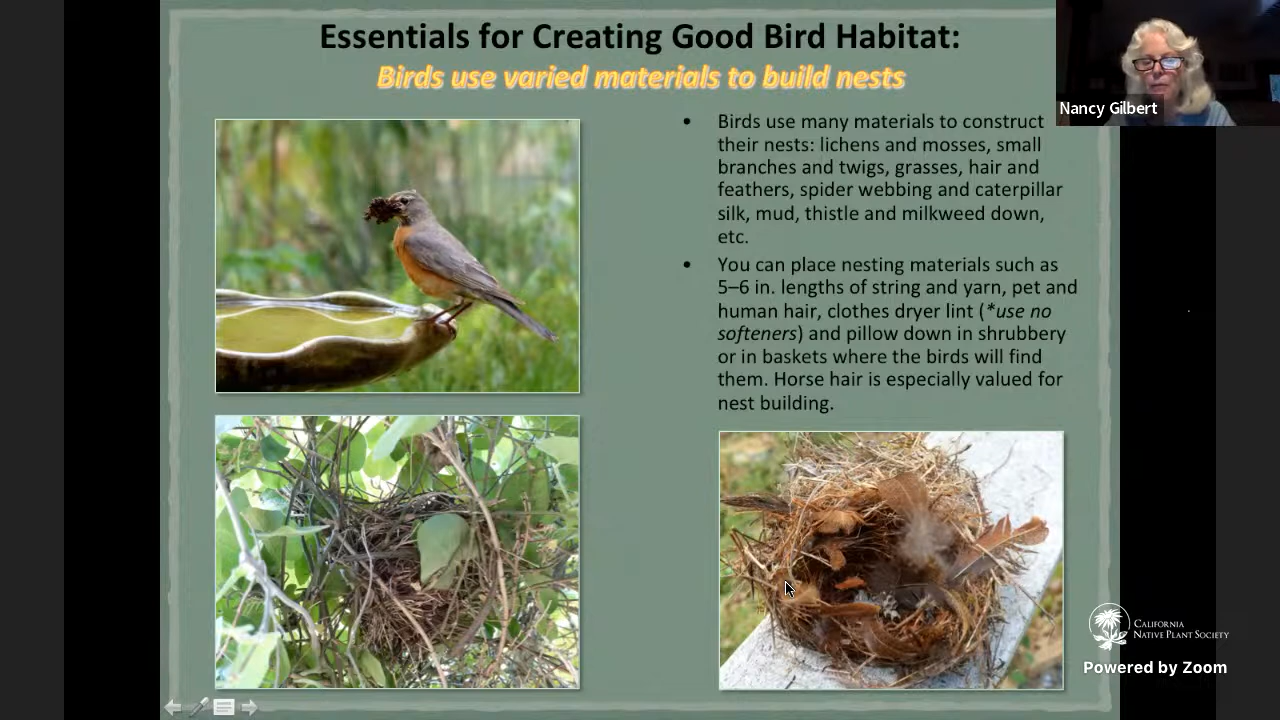 Essentials for Creating Good Bird Habitat:
Birds use varied materials to build nests
Nancy Gilbert
• Birds use many materials to construct
their nests: lichens and mosses, small
branches and twigs, grasses, hair and
feathers, spider webbing and caterpillar
silk, mud, thistle and milkweed down,
etc.
• You can place nesting materials such as
5–6 in. lengths of string and yarn, pet and
human hair, clothes dryer lint (*use no
softeners) and pillow down in shrubbery
or in baskets where the birds will find
them. Horse hair is especially valued for
nest building.
CALIFORNIA
NATIVE PLANT SOCIETY
Powered by Zoom